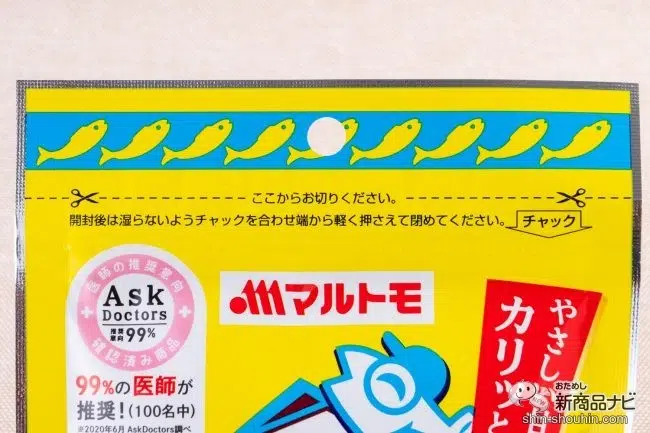 ここからお切りください。
開封後は湿らないようチャックを合わせ端から軽く押さえて閉めてください。
チャック
医師の推奨意向
Ask
Doctors
推奨意向 99%
確認済み商品
99%の医師が
推奨！(100名中)
※2020年6月 AskDoctors調べ
マルトモ
やさし
カリッと
おためし
新商品ナビ
shin-shouhin.com